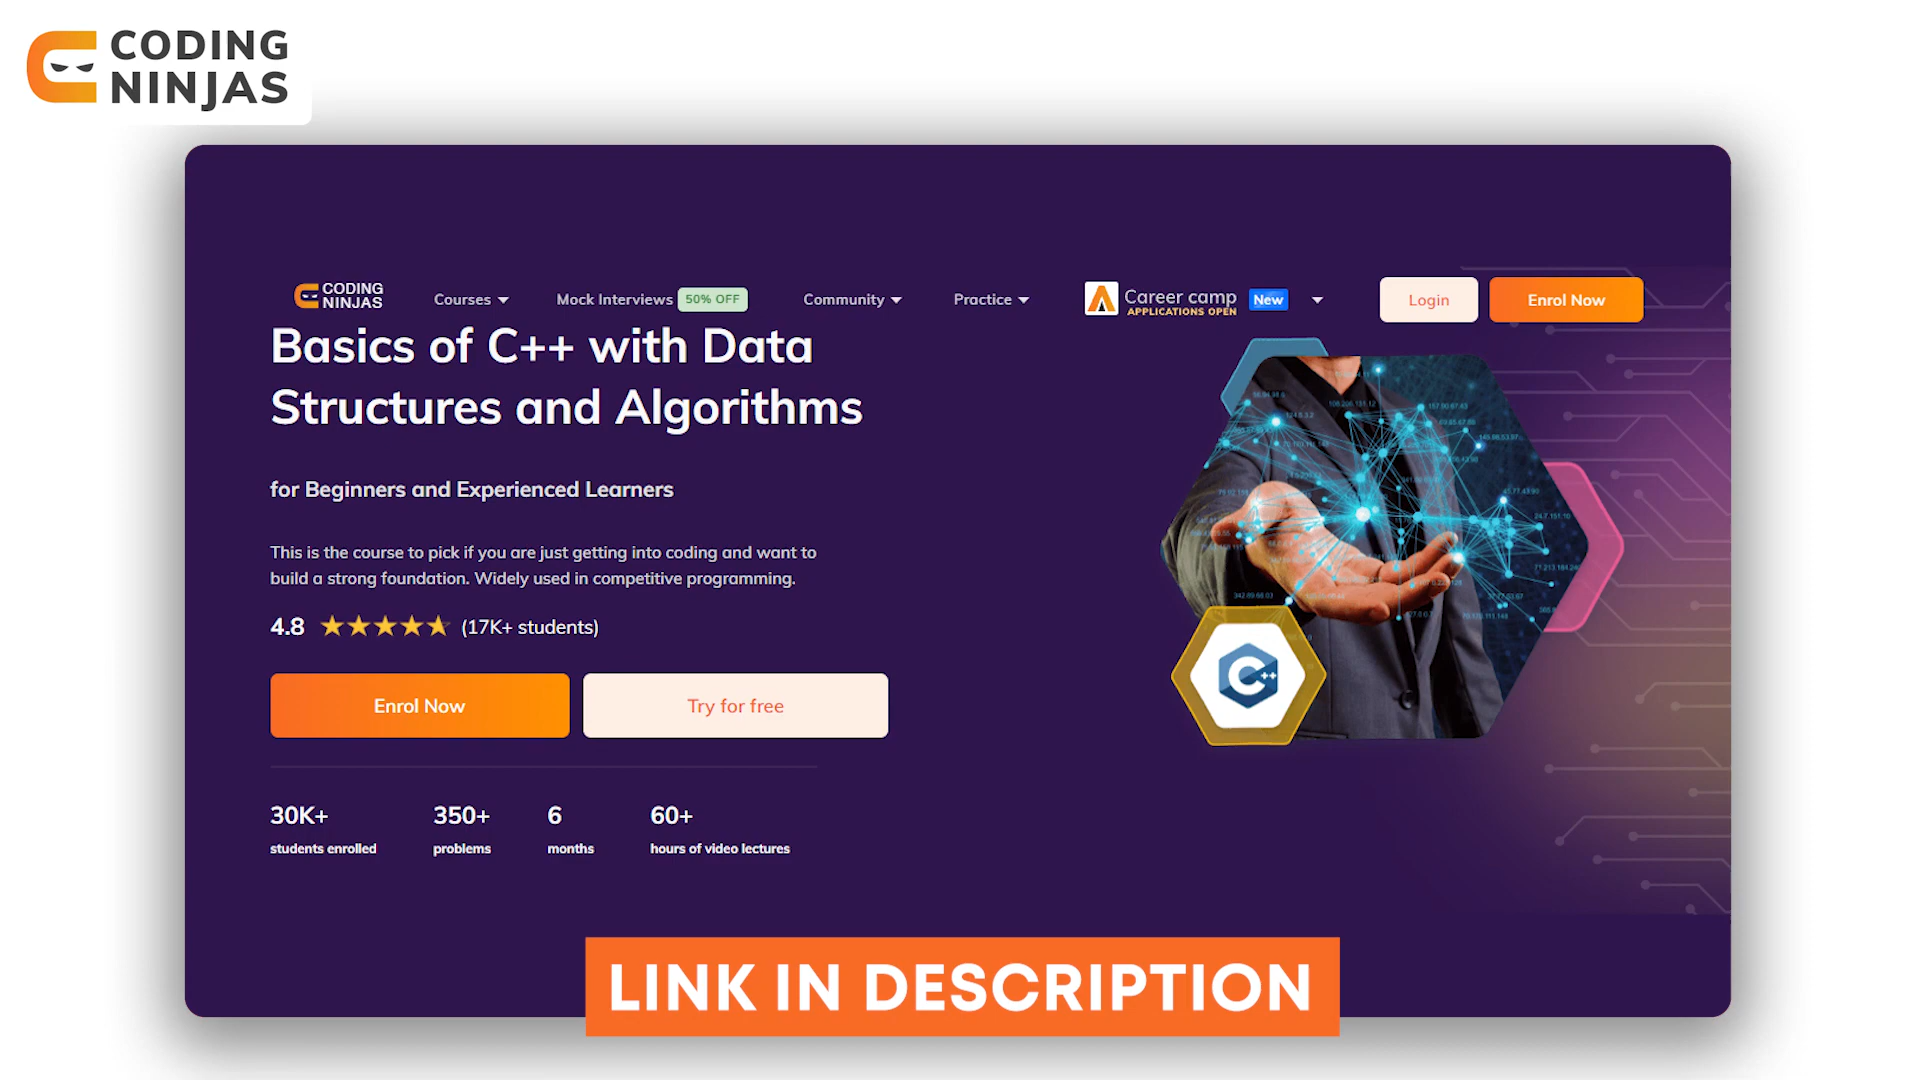 CODING
NINJAS
CODING
NINJAS
Courses
Mock Interviews
50% OFF
Community
Practice
Career camp
APPLICATIONS OPEN
New
Login
Enrol Now
Basics of C++ with Data
Structures and Algorithms
for Beginners and Experienced Learners
This is the course to pick if you are just getting into coding and want to
build a strong foundation. Widely used in competitive programming.
4.8
(17K+ students)
Enrol Now
Try for free
30K+
students enrolled
350+
problems
6
months
60+
hours of video lectures
C++
LINK IN DESCRIPTION